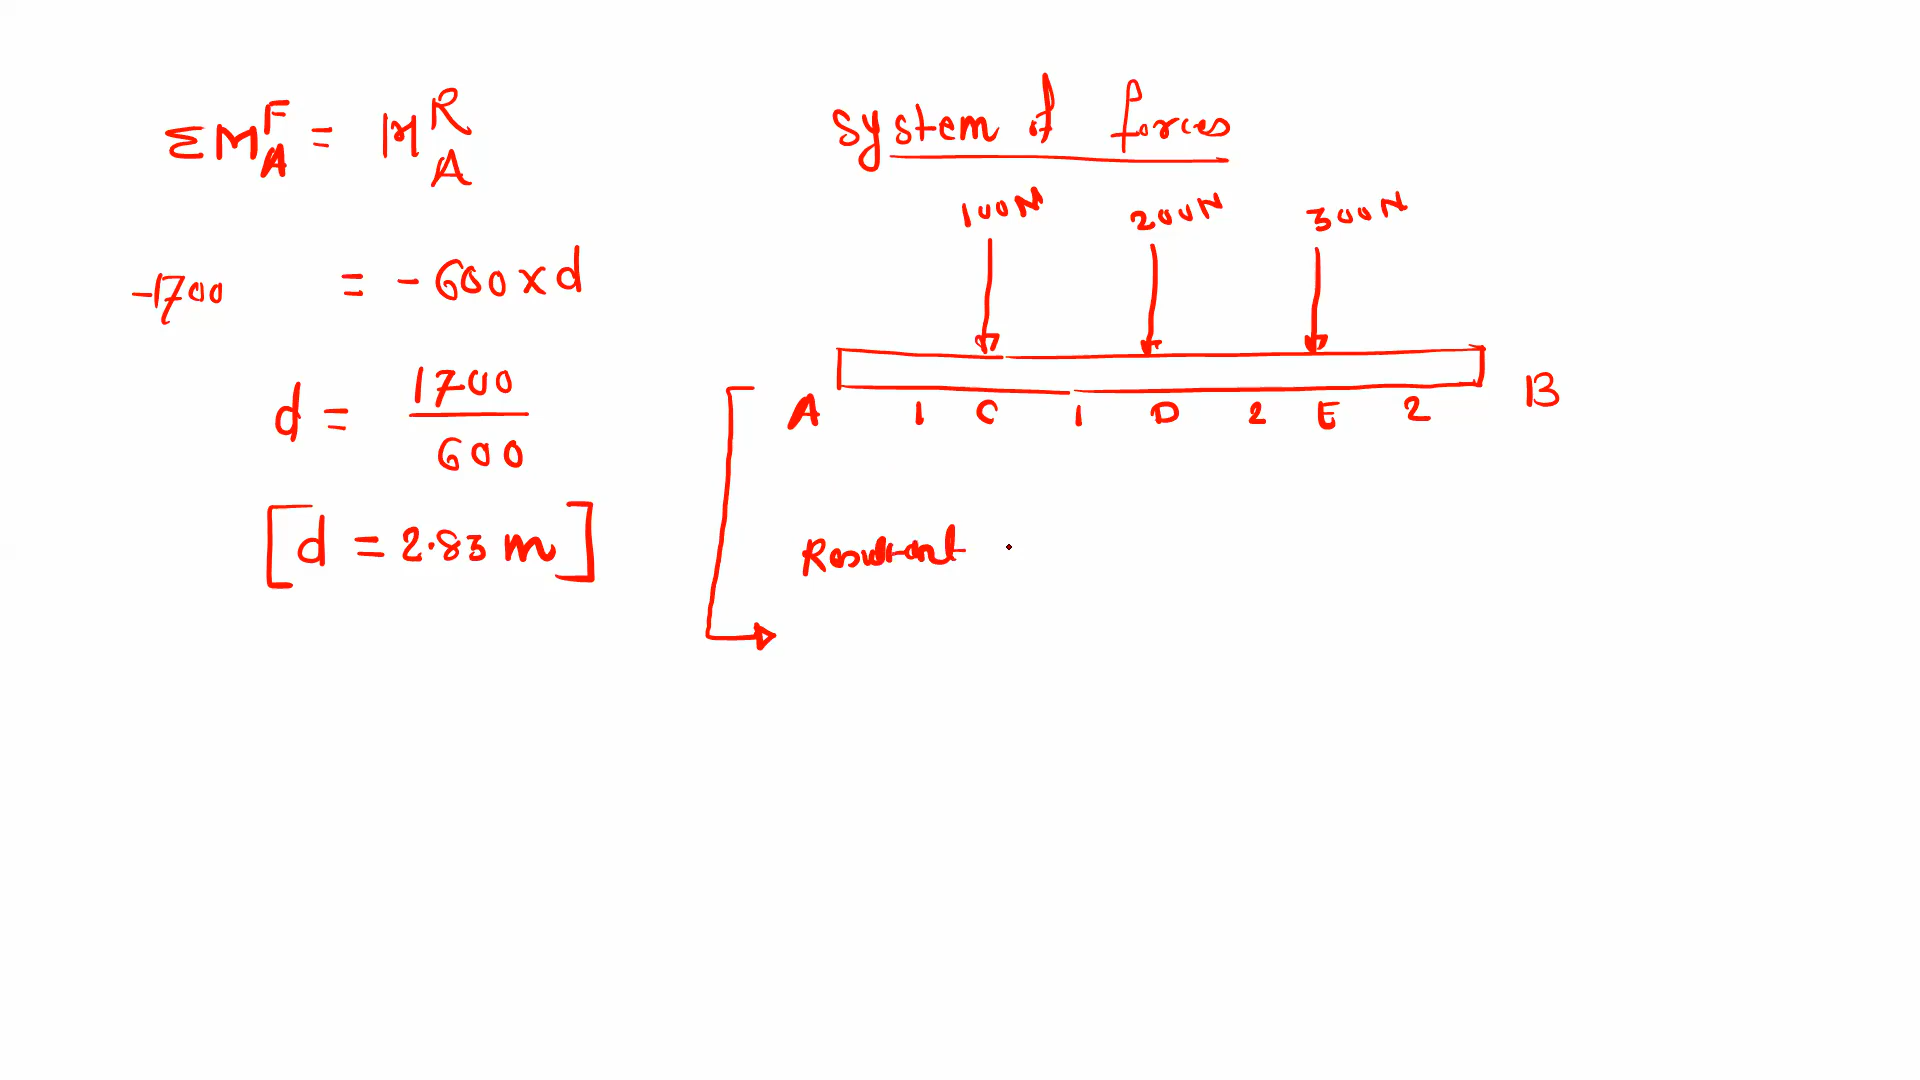 ΣM^F_A = M^R_A
-1700 = - 600 x d
d = 1700/600
[d = 2.83 m]
System of forces
100N 200N 300N
A 1 C 1 D 2 E 2 B
Resultant